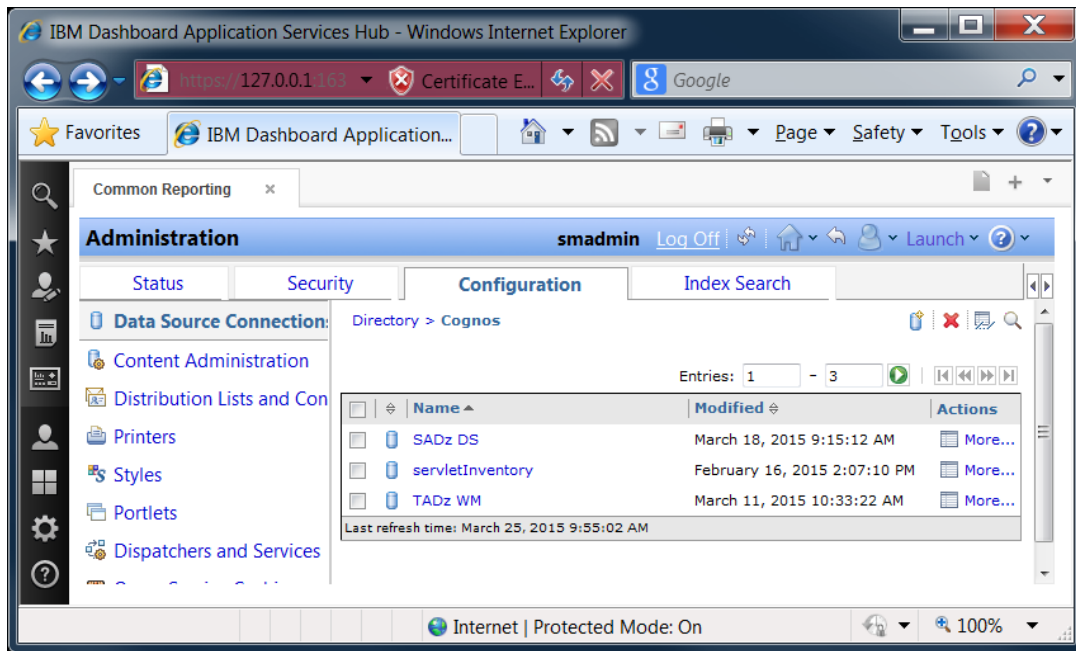 IBM Dashboard Application Services Hub - Windows Internet Explorer
https://127.0.0.1:163 Certificate E... Google
Favorites IBM Dashboard Application... Page Safety Tools
Common Reporting ×
Administration smadmin Log Off Launch
Status Security Configuration Index Search
Data Source Connection Directory > Cognos
Content Administration
Entries: 1 - 3
Distribution Lists and Con
Name Modified Actions
Printers SADz DS March 18, 2015 9:15:12 AM More...
Styles servletInventory February 16, 2015 2:07:10 PM More...
Portlets TADz WM March 11, 2015 10:33:22 AM More...
Last refresh time: March 25, 2015 9:55:02 AM
Dispatchers and Services
Internet | Protected Mode: On 100%